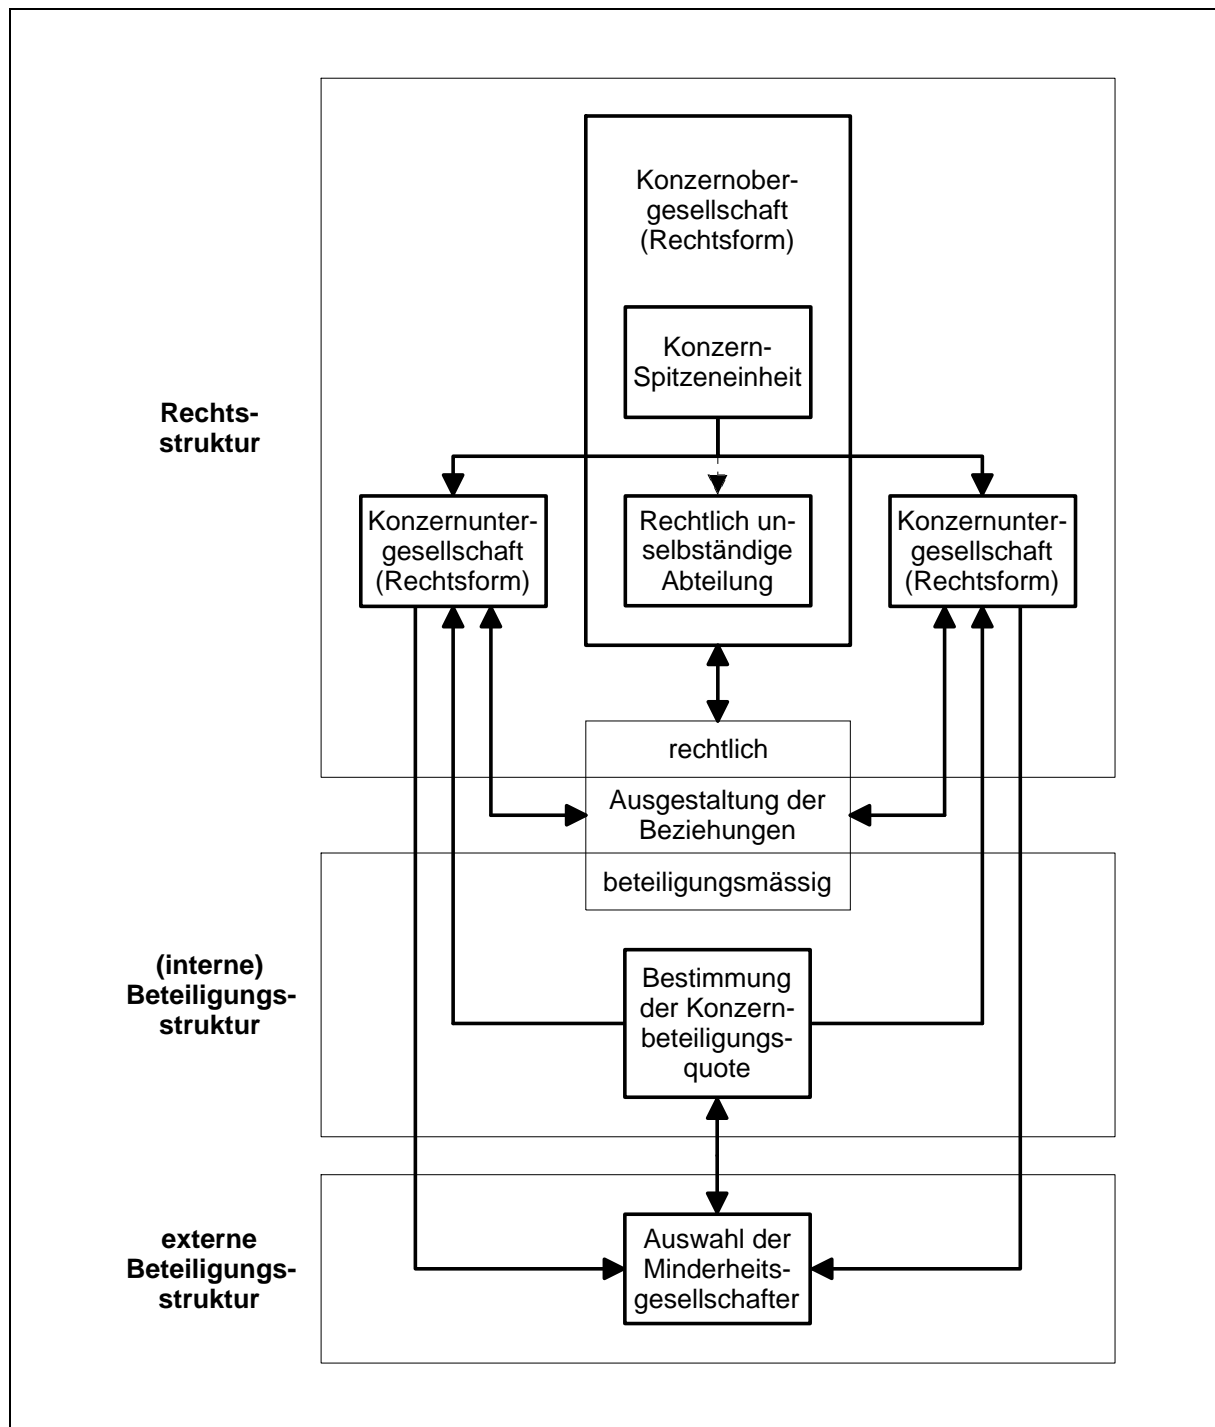 Konzernober-
gesellschaft
(Rechtsform)
Konzern-
Spitzeneinheit
Rechts-
struktur
Konzernunter-
gesellschaft
(Rechtsform)
Rechtlich un-
selbständige
Abteilung
Konzernunter-
gesellschaft
(Rechtsform)
rechtlich
Ausgestaltung der
Beziehungen
beteiligungsmässig
(interne)
Beteiligungs-
struktur
Bestimmung
der Konzern-
beteiligungs-
quote
externe
Beteiligungs-
struktur
Auswahl der
Minderheits-
gesellschafter